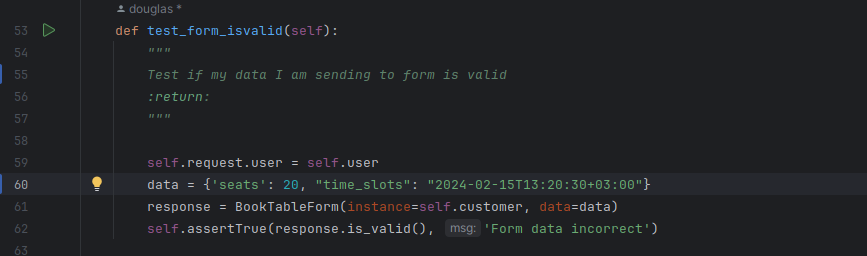 douglas *
53 def test_form_isvalid(self):
54 """
55 Test if my data I am sending to form is valid
56 :return:
57 """
58
59 self.request.user = self.user
60 data = {'seats': 20, "time_slots": "2024-02-15T13:20:30+03:00"}
61 response = BookTableForm(instance=self.customer, data=data)
62 self.assertTrue(response.is_valid(), msg: 'Form data incorrect')
63